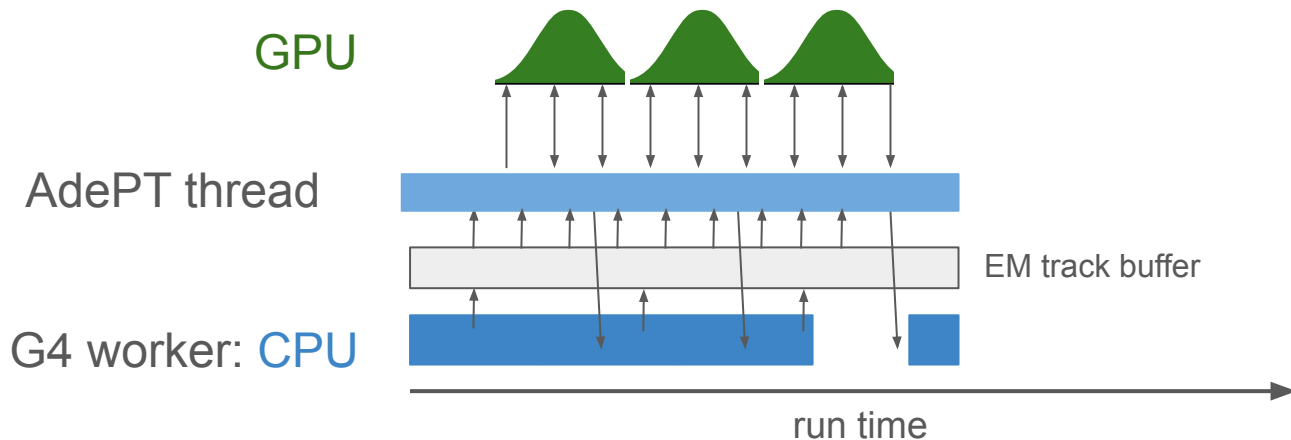 GPU
AdePT thread
EM track buffer
G4 worker: CPU
run time